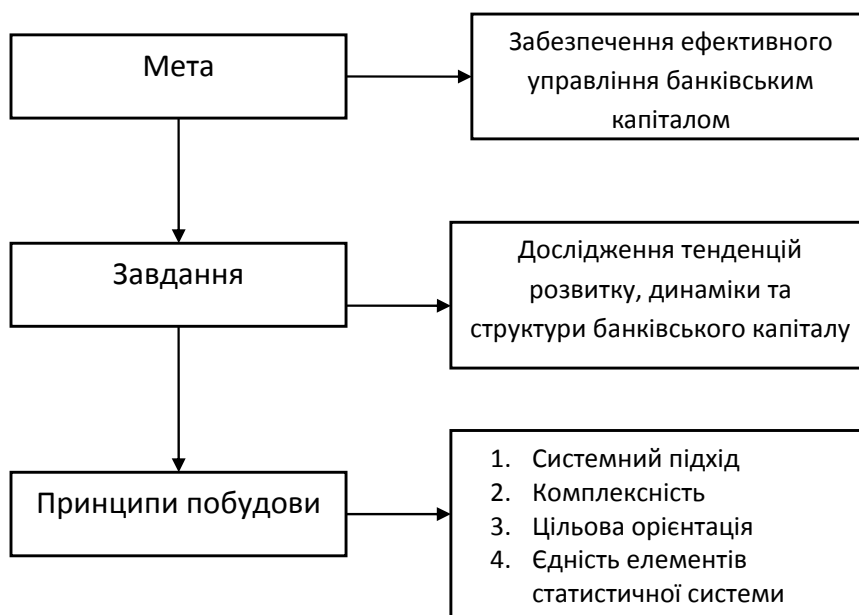 Мета
Забезпечення ефективного
управління банківським
капіталом
Завдання
Дослідження тенденцій
розвитку, динаміки та
структури банківського капіталу
Принципи побудови
1. Системний підхід
2. Комплексність
3. Цільова орієнтація
4. Єдність елементів
статистичної системи